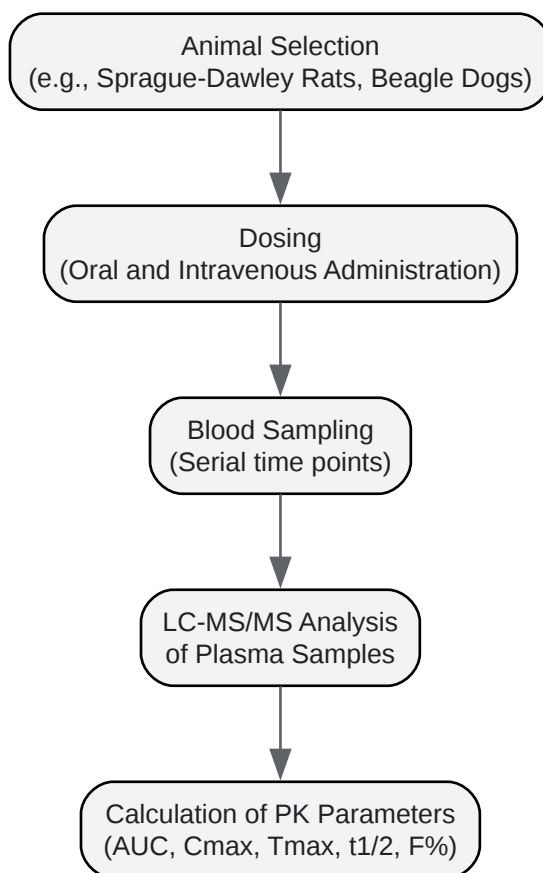 Animal Selection
(e.g., Sprague-Dawley Rats, Beagle Dogs)
Dosing
(Oral and Intravenous Administration)
Blood Sampling
(Serial time points)
LC-MS/MS Analysis
of Plasma Samples
Calculation of PK Parameters
(AUC, Cmax, Tmax, t1/2, F%)